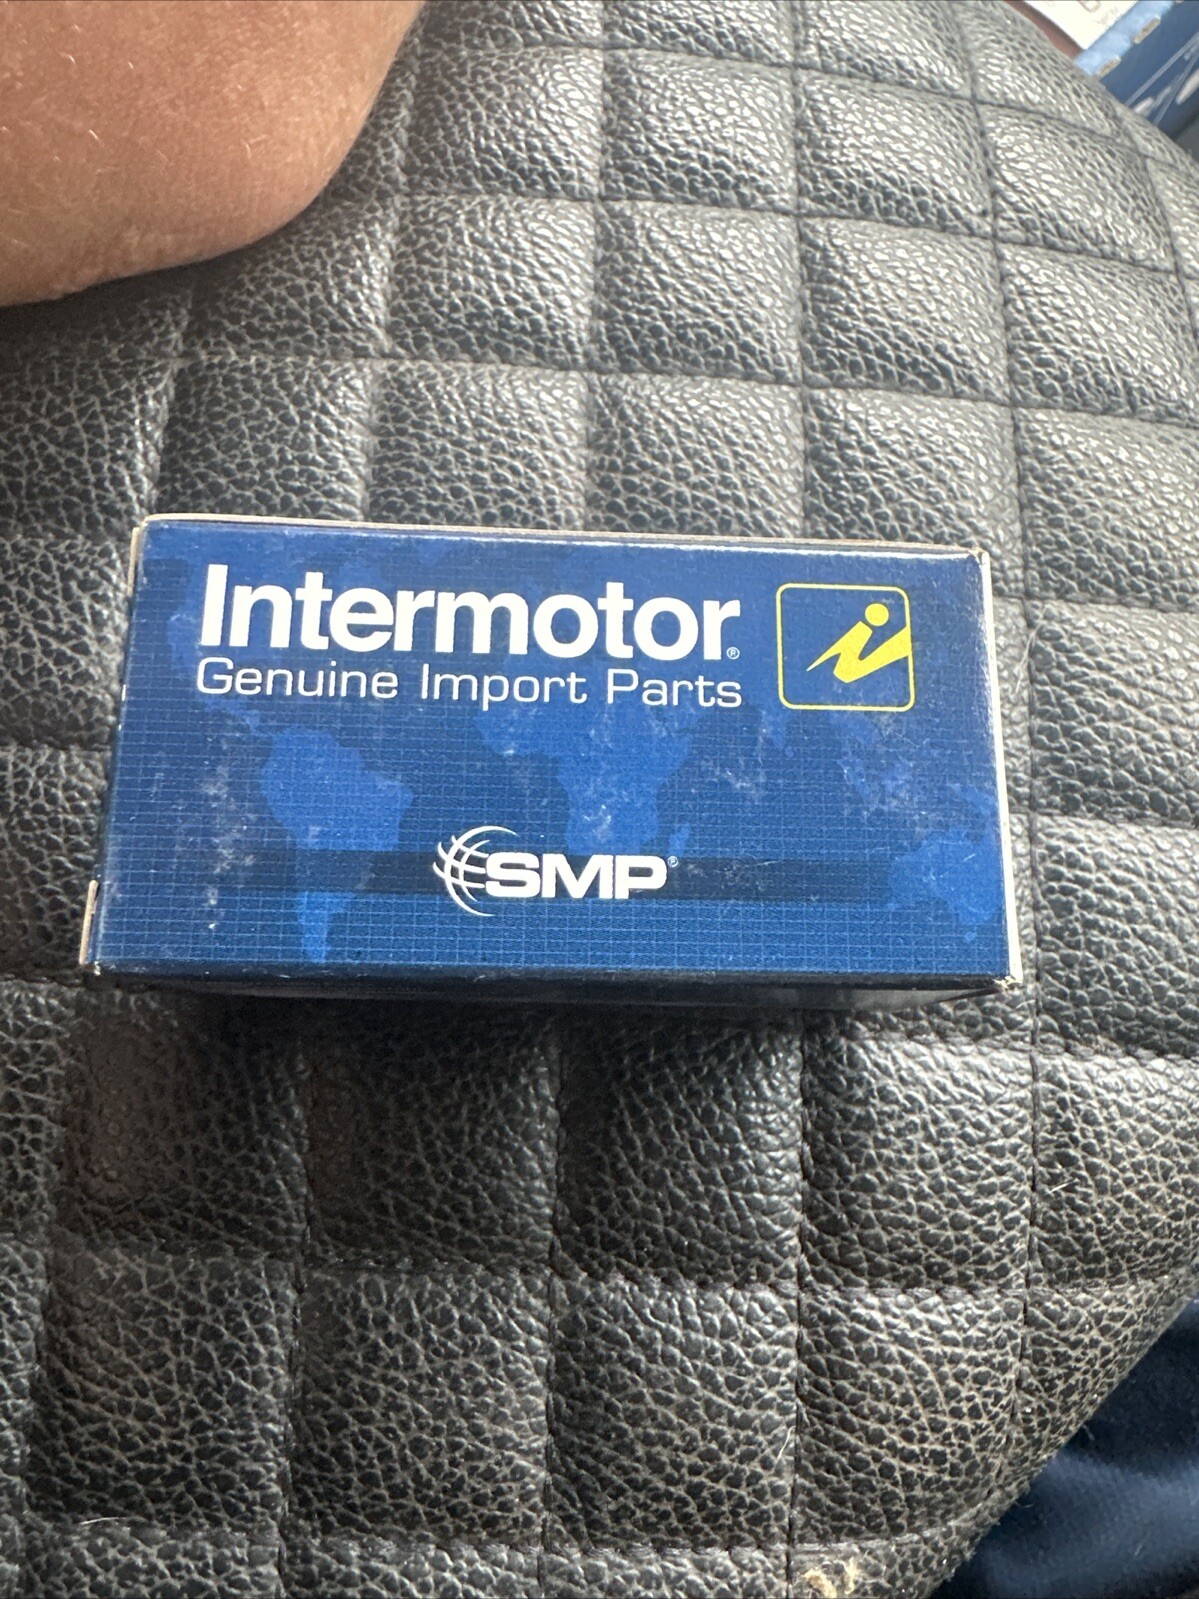 Intermotor®
Genuine Import Parts
SMP®